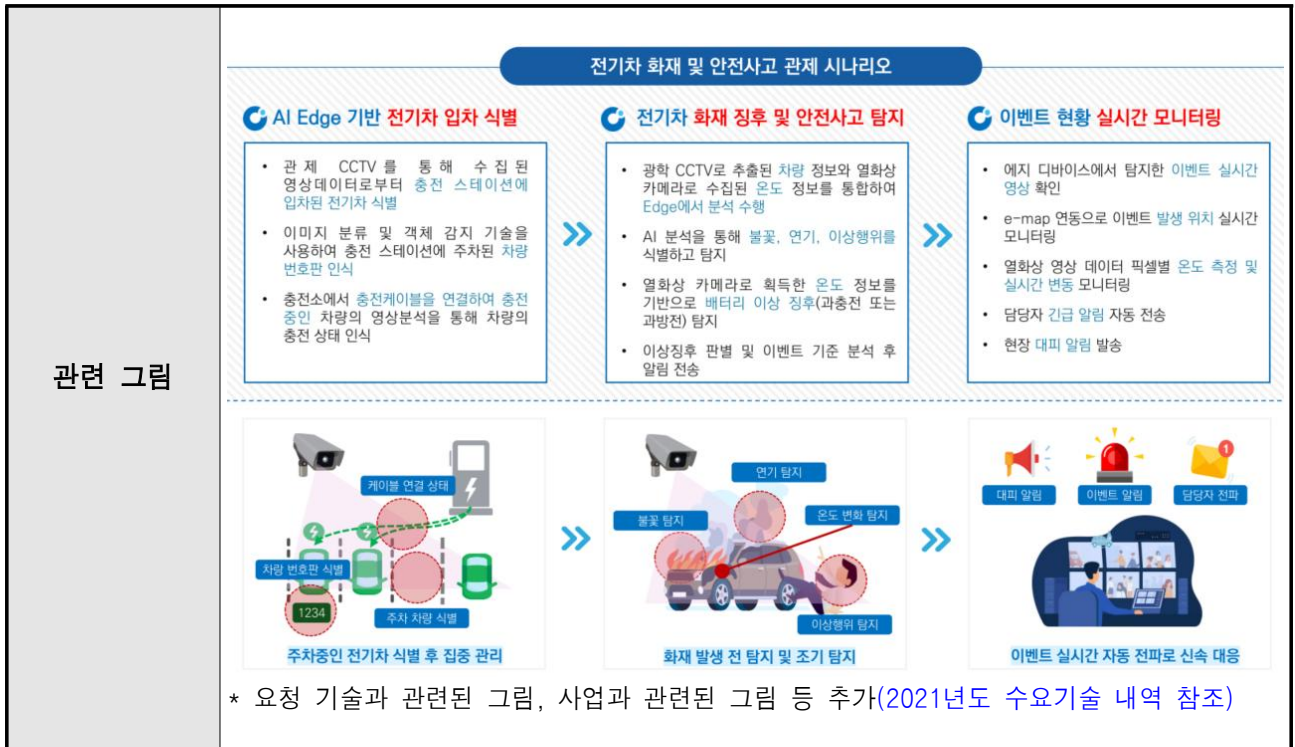 관련 그림
전기차 화재 및 안전사고 관제 시나리오
AI Edge 기반 전기차 입차 식별
• 관제 CCTV를 통해 수집된
영상데이터로부터 충전 스테이션에
입차된 전기차 식별
• 이미지 분류 및 객체 감지 기술을
사용하여 충전 스테이션에 주차된 차량
번호판 인식
• 충전소에서 충전케이블을 연결하여 충전
중인 차량의 영상분석을 통해 차량의
충전 상태 인식
전기차 화재 징후 및 안전사고 탐지
• 광학 CCTV로 추출된 차량 정보와 열화상
카메라로 수집된 온도 정보를 통합하여
Edge에서 분석 수행
• AI 분석을 통해 불꽃, 연기, 이상행위를
식별하고 탐지
• 열화상 카메라로 획득한 온도 정보를
기반으로 배터리 이상 징후(과충전 또는
과방전) 탐지
• 이상징후 판별 및 이벤트 기준 분석 후
알림 전송
이벤트 현황 실시간 모니터링
• 에지 디바이스에서 탐지한 이벤트 실시간
영상 확인
• e-map 연동으로 이벤트 발생 위치 실시간
모니터링
• 열화상 영상 데이터 픽셀별 온도 측정 및
실시간 변동 모니터링
• 담당자 긴급 알림 자동 전송
• 현장 대피 알림 발송
케이블 연결 상태
차량 번호판 식별
1234
주차 차량 식별
주차중인 전기차 식별 후 집중 관리
연기 탐지
불꽃 탐지
온도 변화 탐지
이상행위 탐지
화재 발생 전 탐지 및 조기 탐지
1
대피 알림
이벤트 알림
담당자 전파
이벤트 실시간 자동 전파로 신속 대응
* 요청 기술과 관련된 그림, 사업과 관련된 그림 등 추가(2021년도 수요기술 내역 참조)